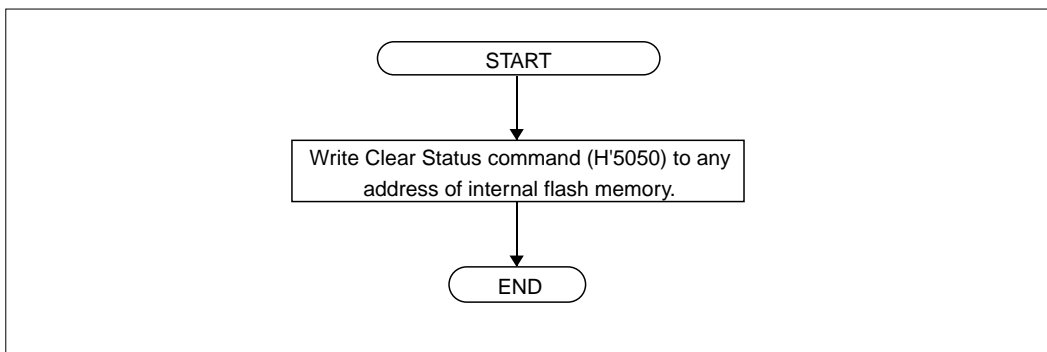 START
Write Clear Status command (H'5050) to any
address of internal flash memory.
END